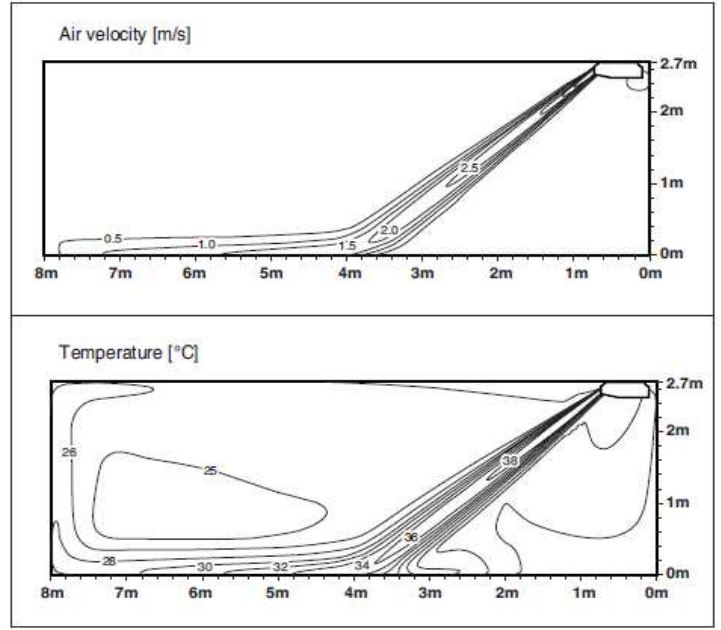 Air velocity [m/s]
2.7m
2m
2.5
1m
2.0
0.5
1.0
1.5
0m
8m 7m 6m 5m 4m 3m 2m 1m 0m
Temperature [°C]
2.7m
2m
26
38
25
1m
36
28
30
32
34
0m
8m 7m 6m 5m 4m 3m 2m 1m 0m